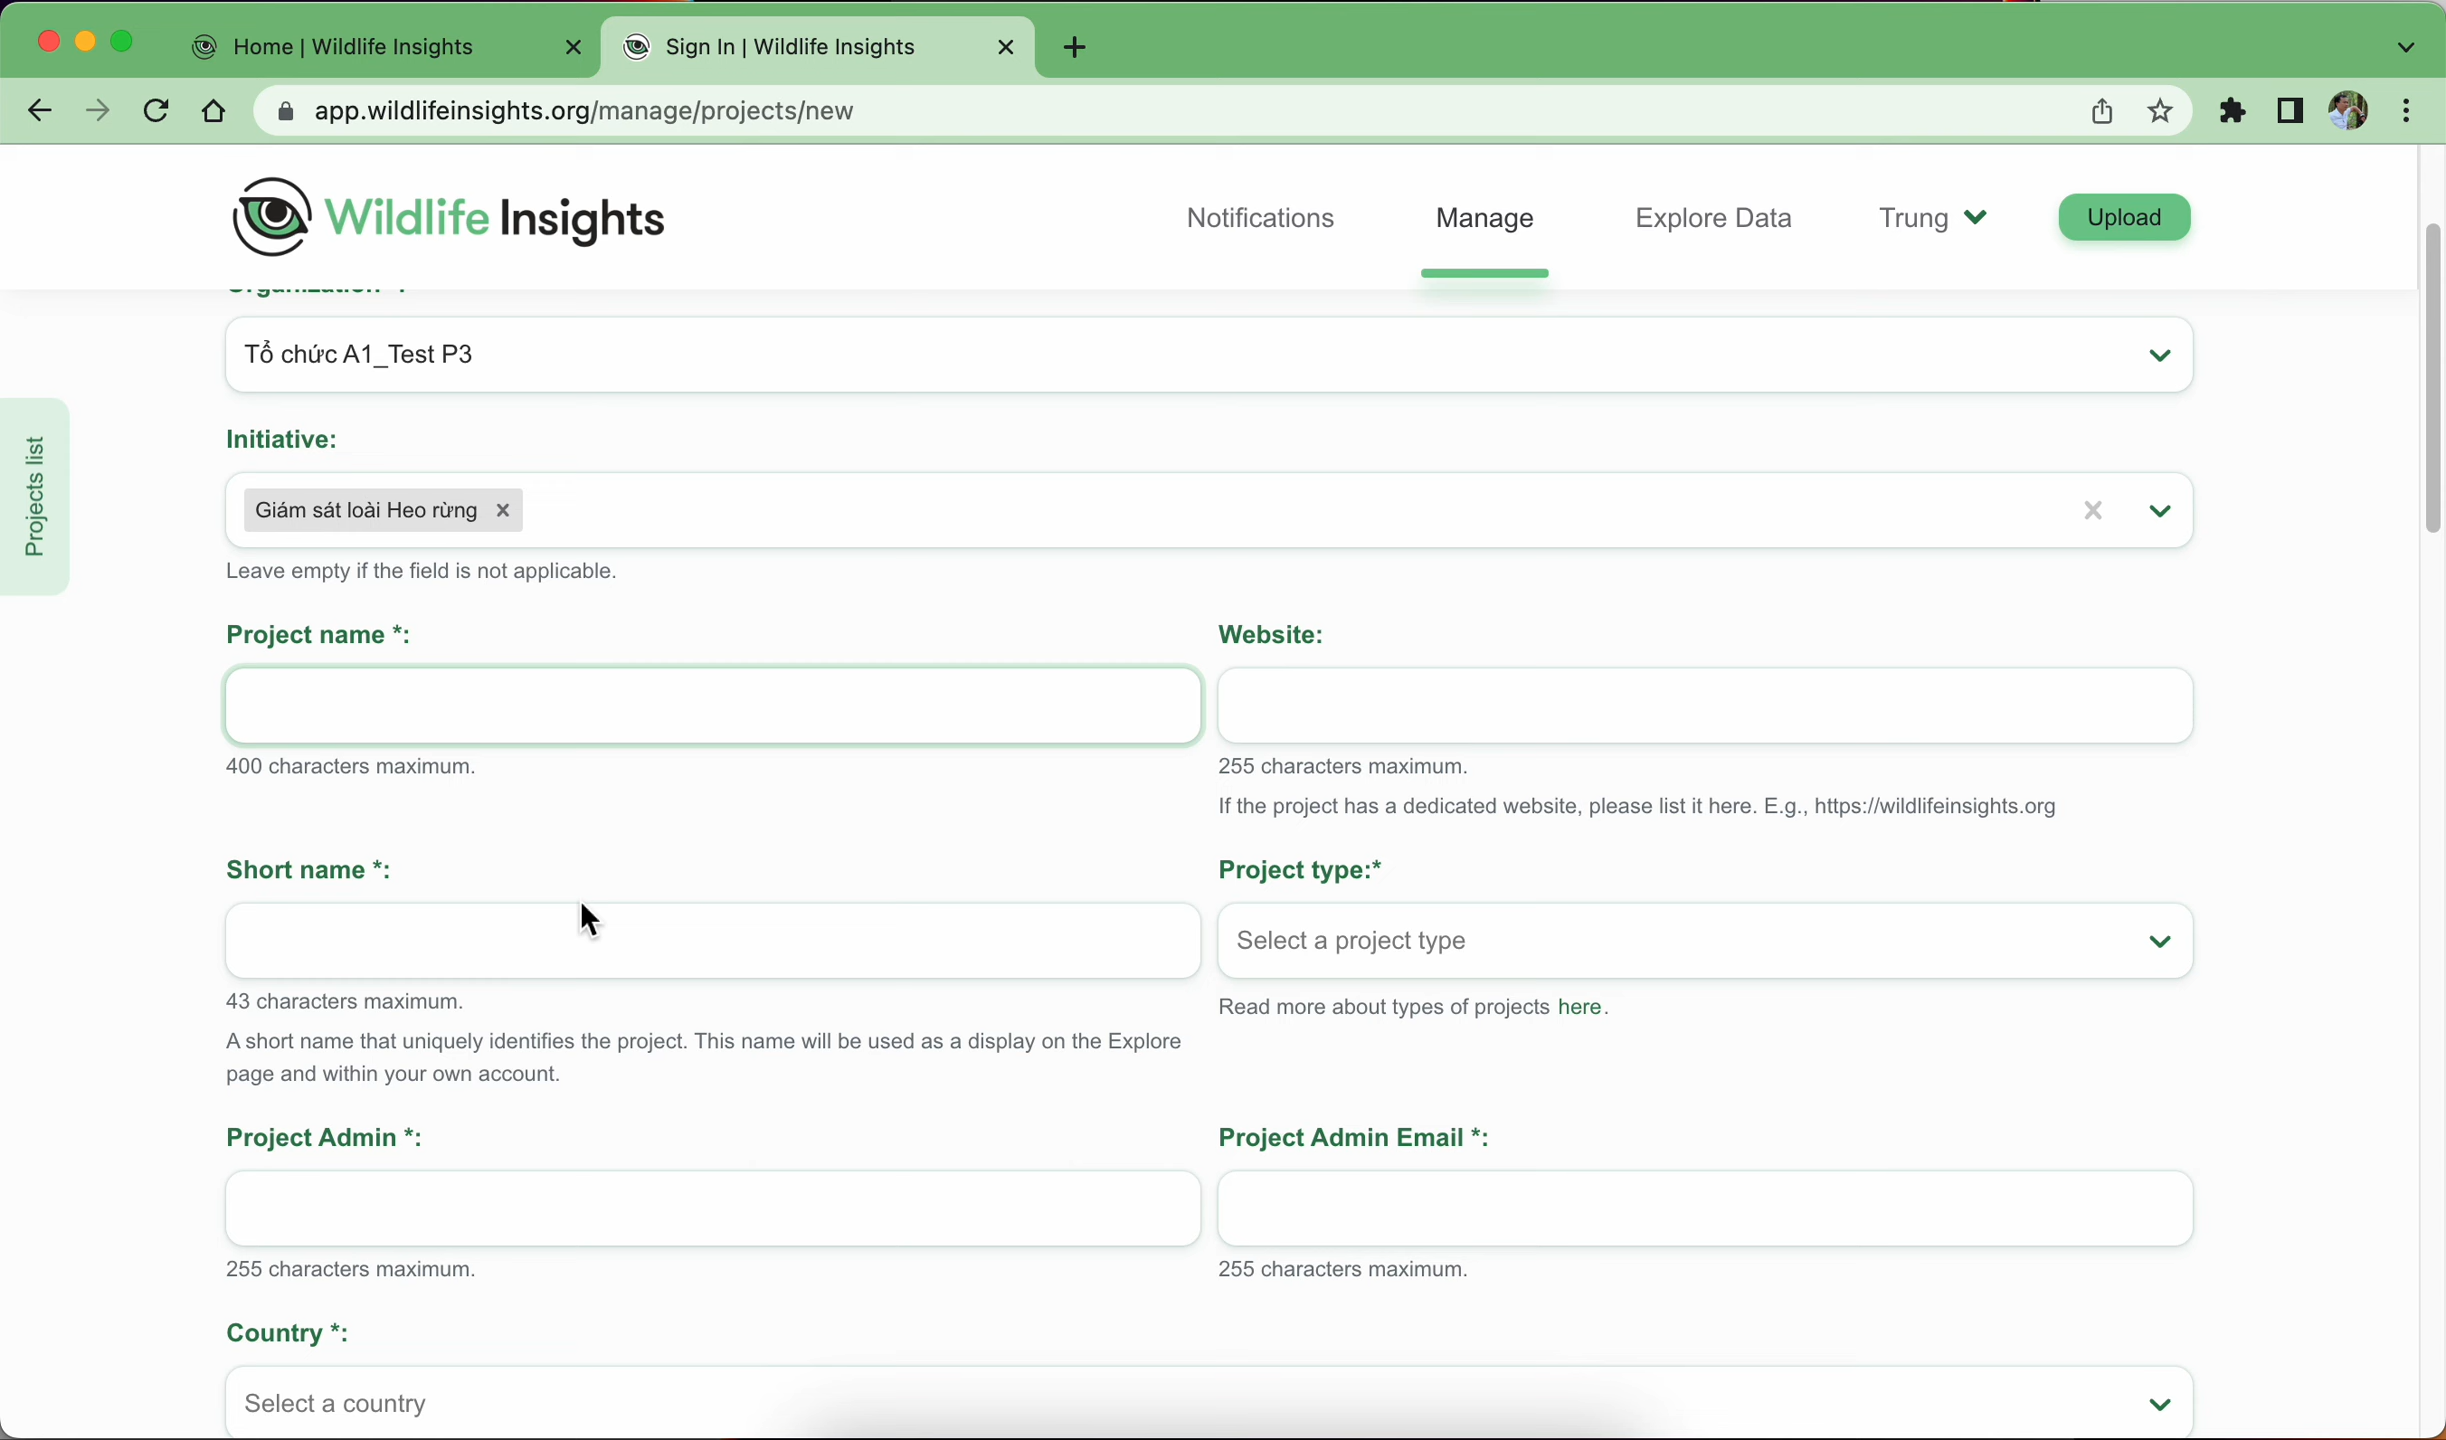 Home | Wildlife Insights
Sign In | Wildlife Insights
app.wildlifeinsights.org/manage/projects/new
Wildlife Insights
Notifications
Manage
Explore Data
Trung
Upload
Tổ chức A1_Test P3
Initiative:
Projects list
Giám sát loài Heo rừng
Leave empty if the field is not applicable.
Project name *:
Website:
400 characters maximum.
255 characters maximum.
If the project has a dedicated website, please list it here. E.g., https://wildlifeinsights.org
Short name *:
Project type:*
Select a project type
43 characters maximum.
Read more about types of projects here.
A short name that uniquely identifies the project. This name will be used as a display on the Explore
page and within your own account.
Project Admin *:
Project Admin Email *:
255 characters maximum.
255 characters maximum.
Country *:
Select a country